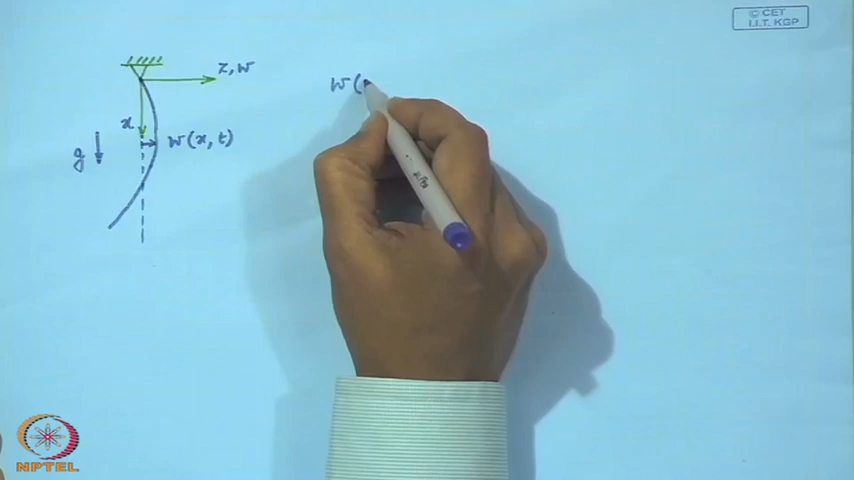 © CET
I.I.T. KGP
z, w
w(
x
w(x, t)
g
NPTEL